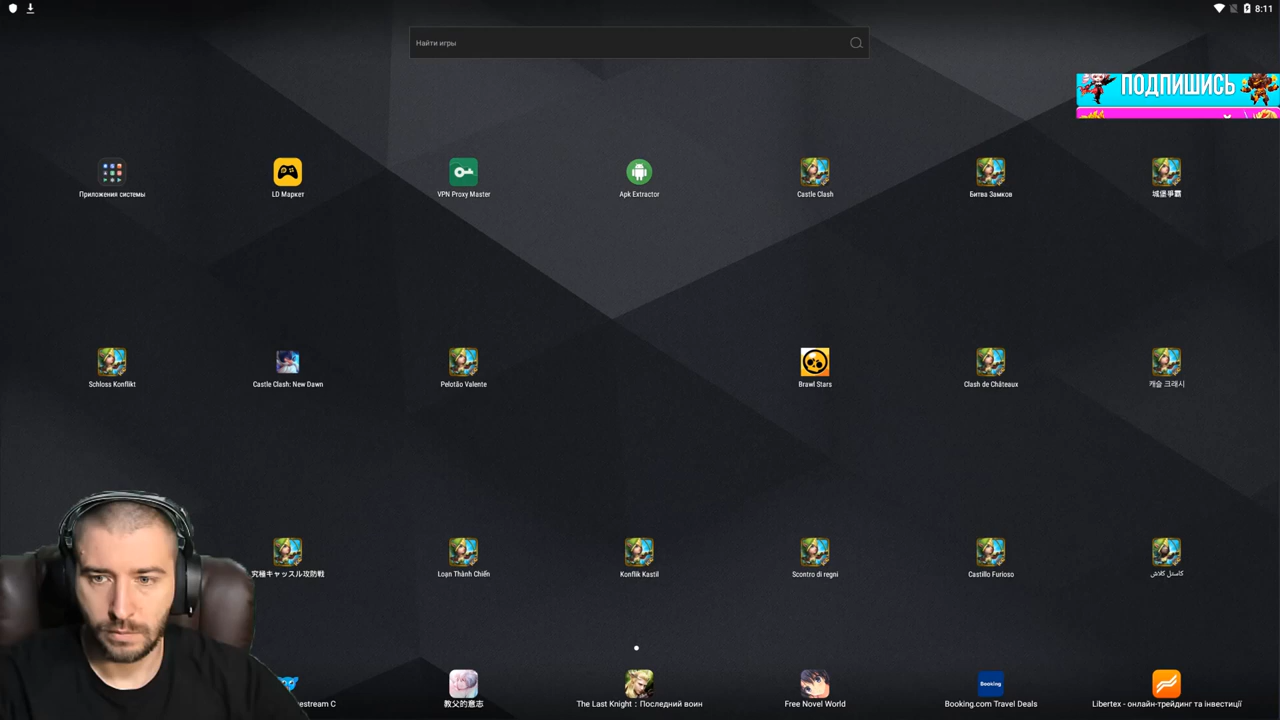 8:11
Найти игры
ПОДПИШИСЬ
Приложения системы
LD Маркет
VPN Proxy Master
Apk Extractor
Castle Clash
Битва Замков
城堡爭霸
Schloss Konflikt
Castle Clash: New Dawn
Pelotão Valente
Brawl Stars
Clash de Châteaux
캐슬 크래시
究極キャッスル攻防戦
Loạn Thành Chiến
Konflik Kastil
Scontro di regni
Castillo Furioso
كاسل كلاش
estream C
教父的意志
The Last Knight：Последний воин
Free Novel World
Booking
Booking.com Travel Deals
Libertex - онлайн-трейдинг та інвестиції